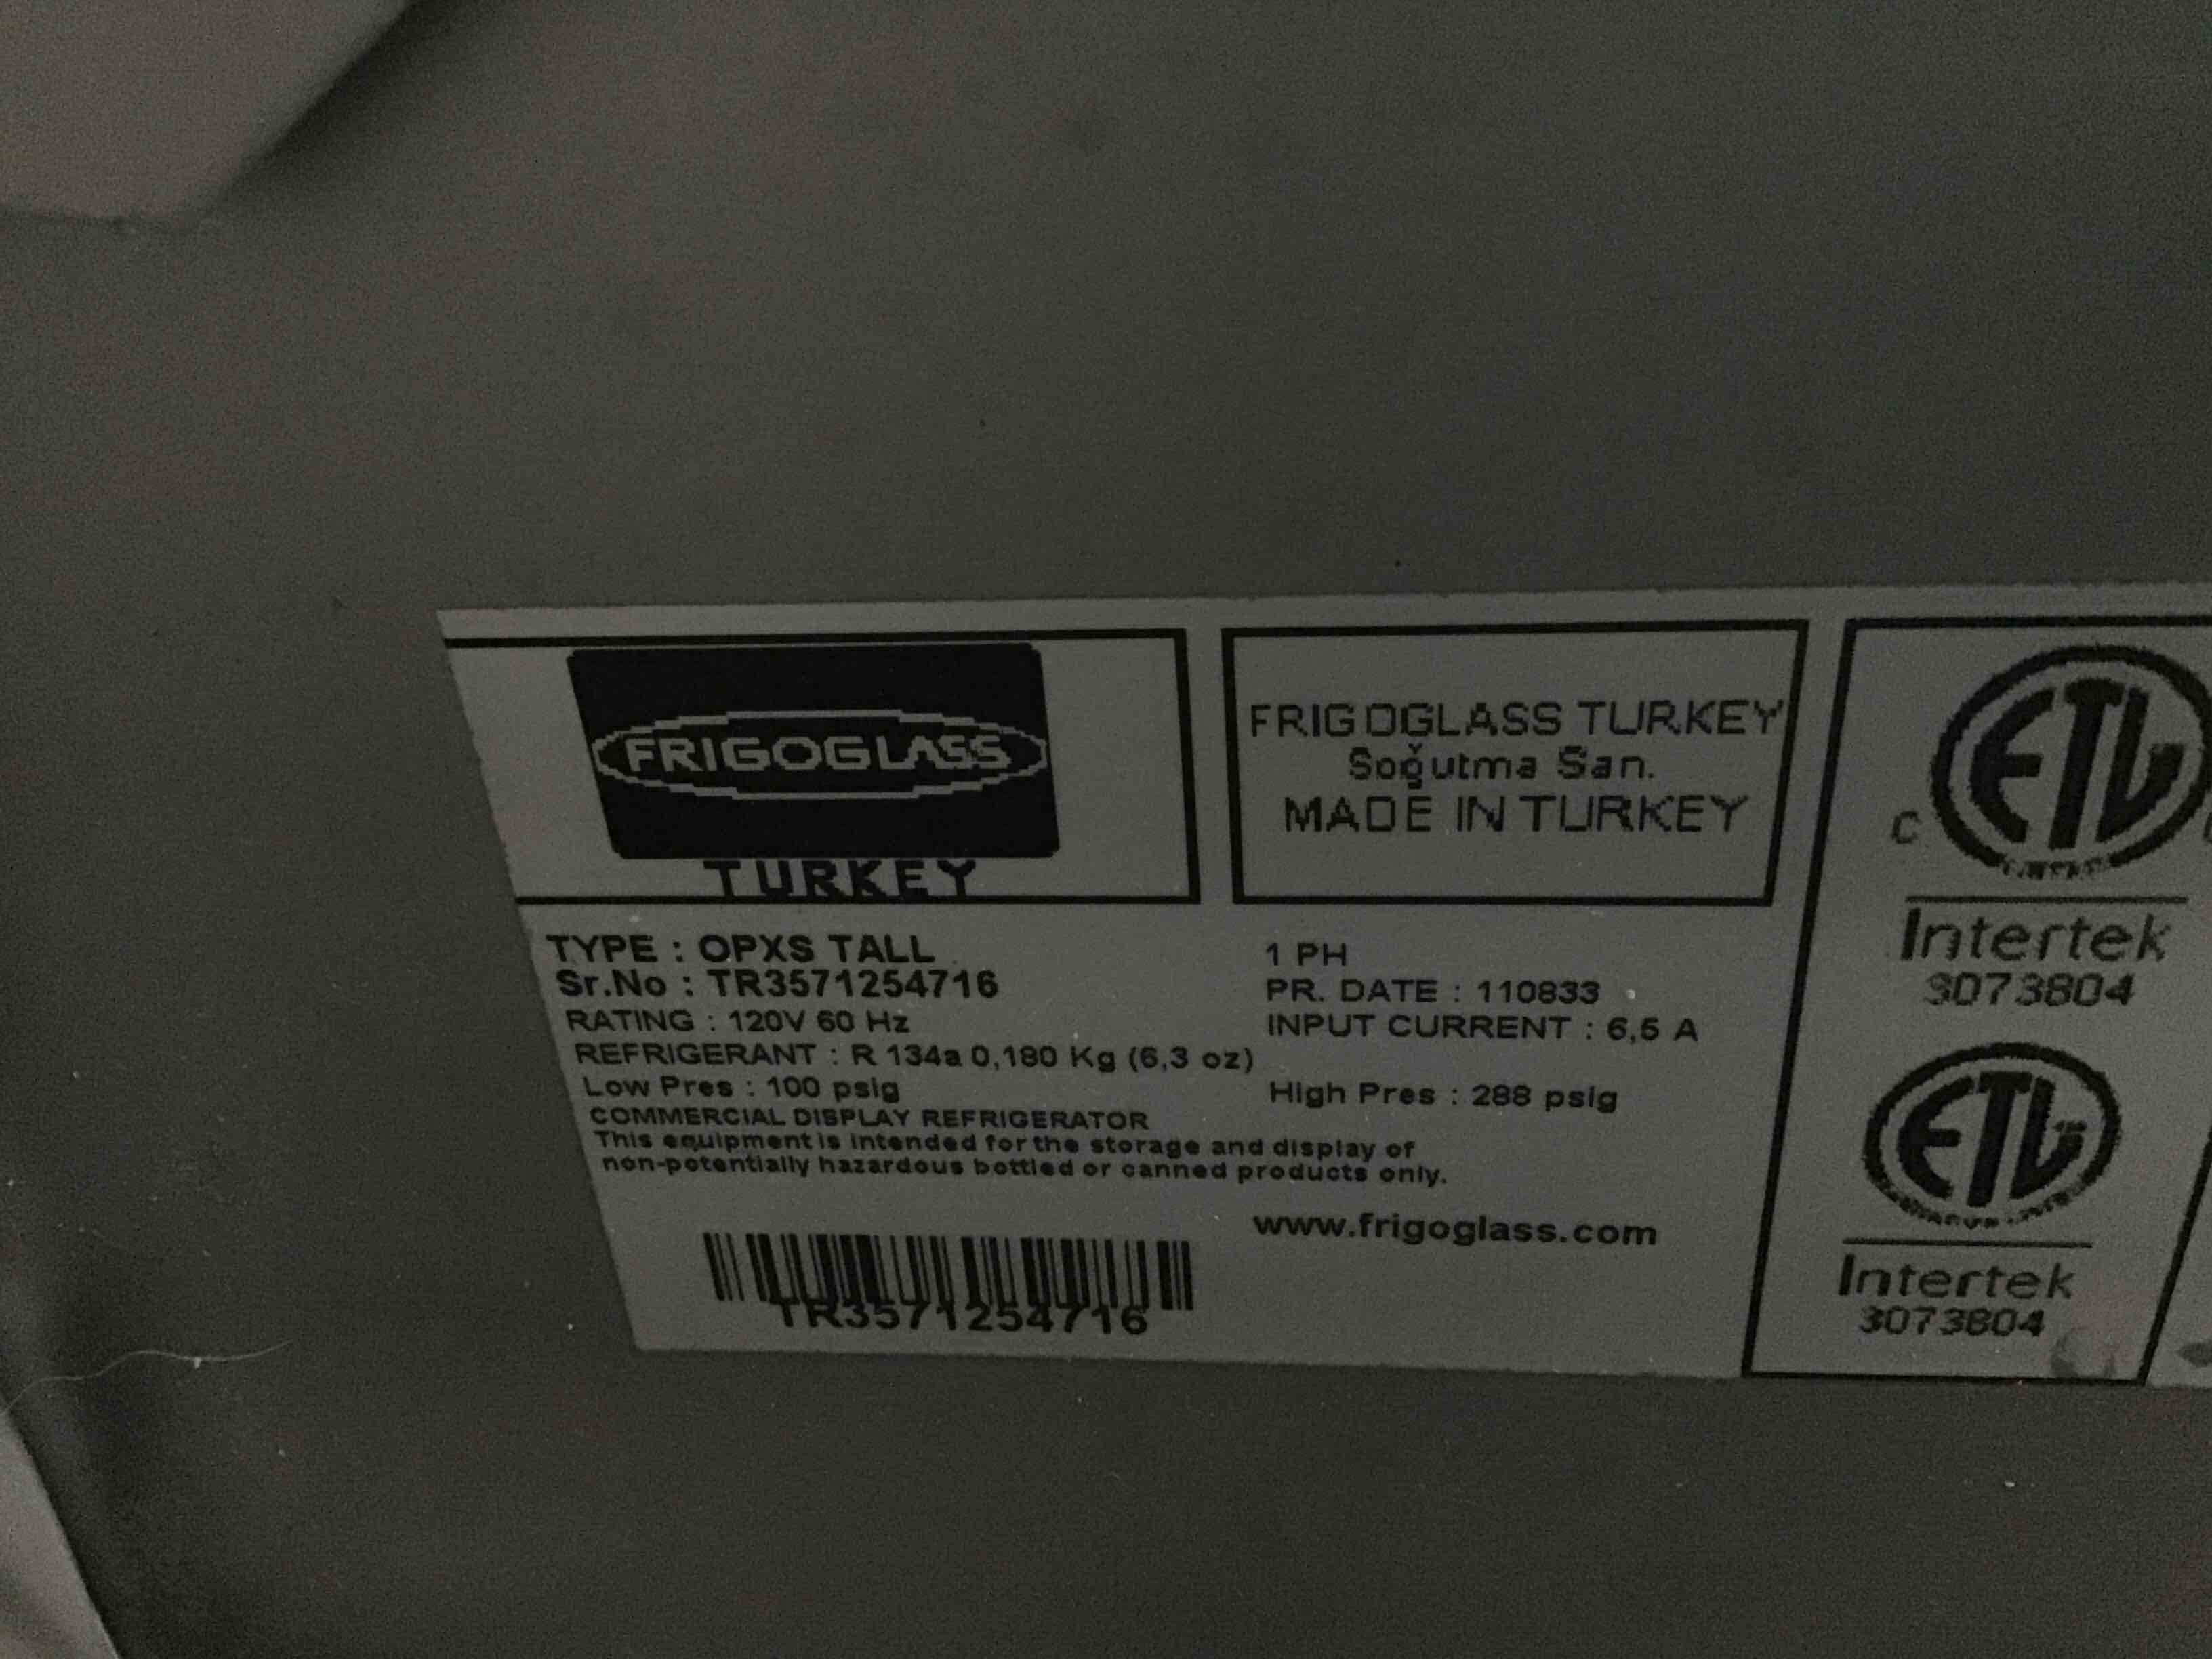 FRIGOGLASS
TURKEY
FRIGOGLASS TURKEY
Soğutma San.
MADE IN TURKEY
TYPE : OPXS TALL
Sr.No : TR3571254716
RATING : 120V 60 Hz
REFRIGERANT : R 134a 0,180 Kg (6,3 oz)
Low Pres : 100 psig
1 PH
PR. DATE : 110833
INPUT CURRENT : 6,5 A
High Pres : 288 psig
COMMERCIAL DISPLAY REFRIGERATOR
This equipment is intended for the storage and display of
non-potentially hazardous bottled or canned products only.
www.frigoglass.com
TR3571254716
C
ETL
Intertek
3073804
ETL
Intertek
3073804